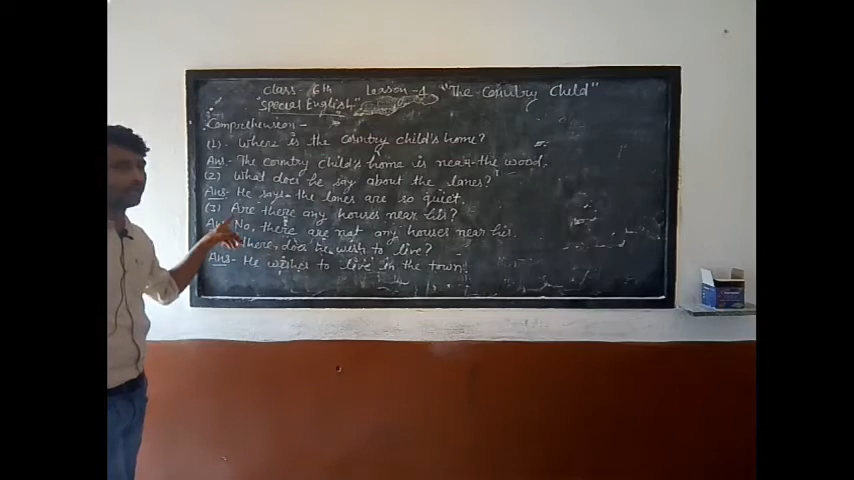 Class - 6th Lesson - 1 "The Country Child"
"Special English"
Comprehension -
(1) - Where is the country child's home?
Ans - The country child's home is near the wood.
(2) What does he say about the lanes?
Ans - He says the lanes are so quiet.
(3) Are there any houses near his?
Ans - No, there are not any houses near his.
there, does he wish to live?
Ans - He wishes to live in the town.